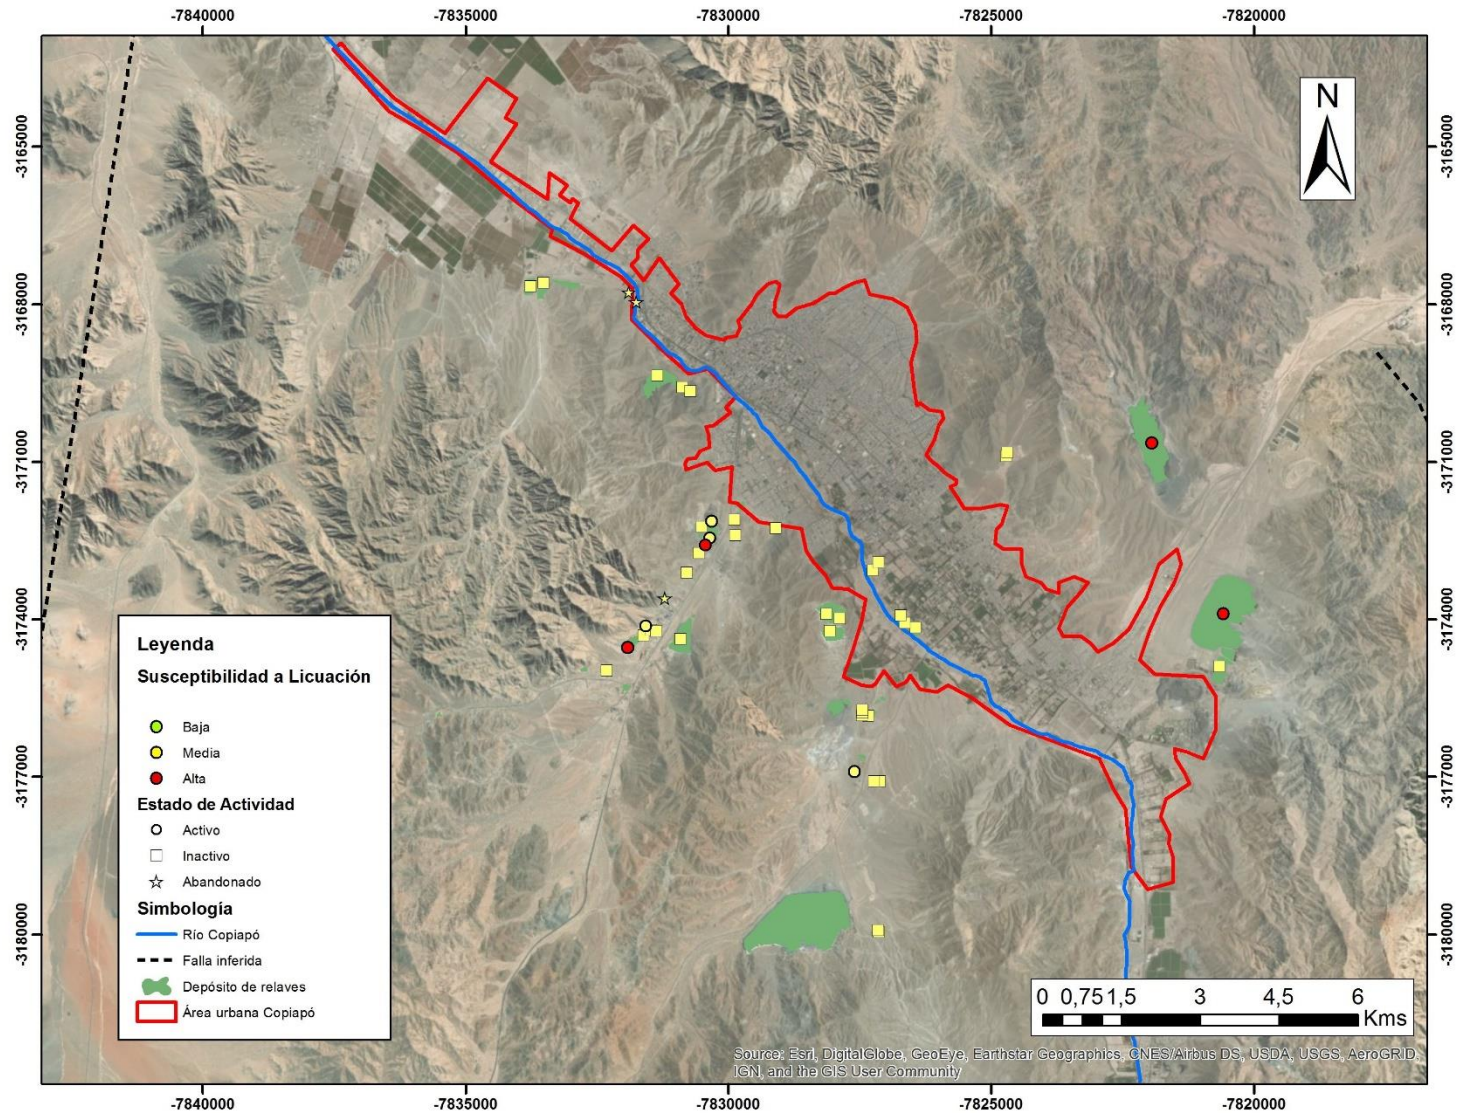 -7840000
-7835000
-7830000
-7825000
-7820000
N
-3165000
-3165000
-3168000
-3168000
-3171000
-3171000
-3174000
-3174000
-3177000
-3177000
-3180000
-3180000
Leyenda
Susceptibilidad a Licuación
Baja
Media
Alta
Estado de Actividad
Activo
Inactivo
Abandonado
Simbología
Río Copiapó
Falla inferida
Depósito de relaves
Área urbana Copiapó
0 0,75 1,5 3 4,5 6
Kms
Source: Esri, DigitalGlobe, GeoEye, Earthstar Geographics, CNES/Airbus DS, USDA, USGS, AeroGRID,
IGN, and the GIS User Community
-7840000
-7835000
-7830000
-7825000
-7820000